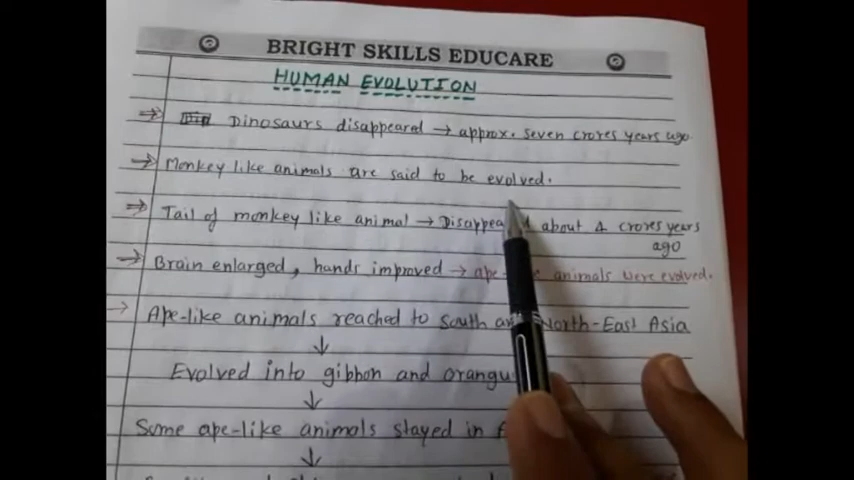 BRIGHT SKILLS EDUCARE
HUMAN EVOLUTION
⇒ Dinosaurs disappeared → approx. seven crores years ago
⇒ Monkey like animals are said to be evolved.
⇒ Tail of monkey like animal → about 4 crores years
ago
⇒ Brain enlarged, hands improved → animals were evolved.
→ Ape-like animals reached to South North-East Asia
↓
Evolved into gibbon and
↓
Some ape-like animals stayed in
↓